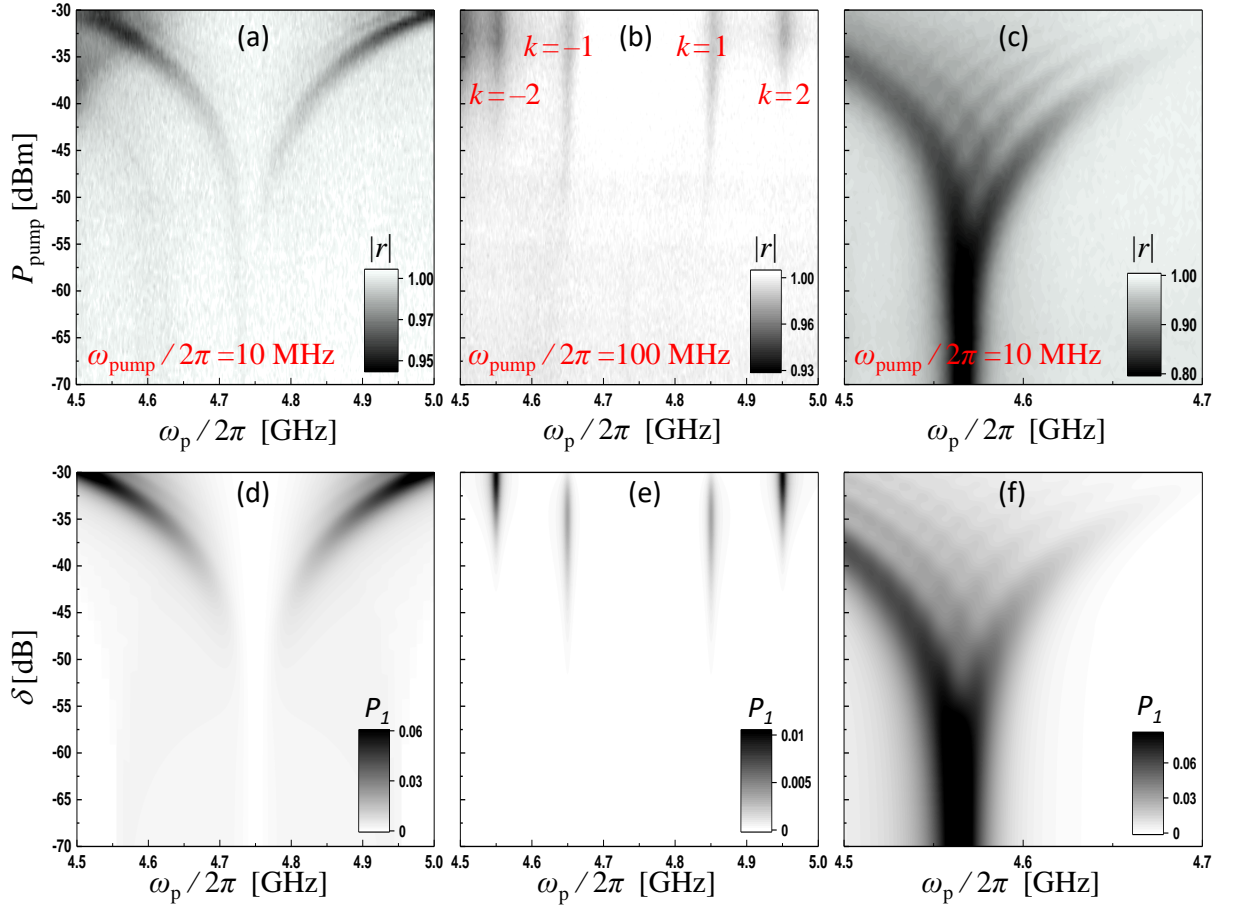 (a)
-30
-35
-40
-45
-50
-55
-60
-65
-70
P_pump [dBm]
|r|
1.00
0.97
0.95
ω_pump / 2π = 10 MHz
4.5 4.6 4.7 4.8 4.9 5.0
ω_p / 2π [GHz]
(b)
k = –1
k = 1
k = –2
k = 2
|r|
1.00
0.96
0.93
ω_pump / 2π = 100 MHz
4.5 4.6 4.7 4.8 4.9 5.0
ω_p / 2π [GHz]
(c)
|r|
1.00
0.90
0.80
ω_pump / 2π = 10 MHz
4.5 4.6 4.7
ω_p / 2π [GHz]
(d)
-30
-35
-40
-45
-50
-55
-60
-65
-70
δ [dB]
P_1
0.06
0.03
0
4.5 4.6 4.7 4.8 4.9 5.0
ω_p / 2π [GHz]
(e)
P_1
0.01
0.005
0
4.5 4.6 4.7 4.8 4.9 5.0
ω_p / 2π [GHz]
(f)
P_1
0.06
0.03
0
4.5 4.6 4.7
ω_p / 2π [GHz]